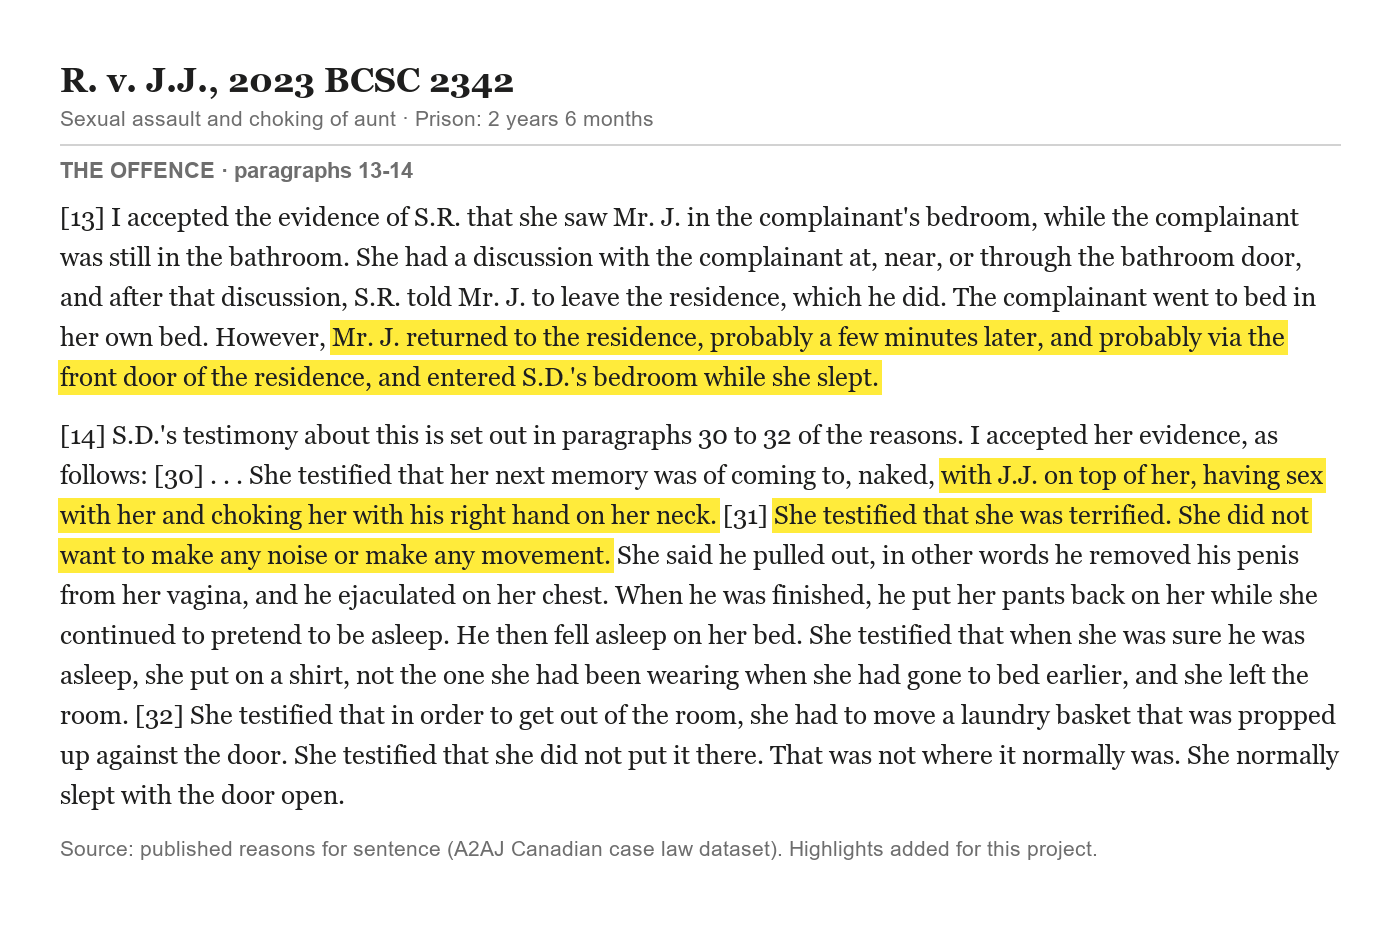 R. v. J.J., 2023 BCSC 2342
Sexual assault and choking of aunt · Prison: 2 years 6 months
THE OFFENCE · paragraphs 13-14
[13] I accepted the evidence of S.R. that she saw Mr. J. in the complainant's bedroom, while the complainant
was still in the bathroom. She had a discussion with the complainant at, near, or through the bathroom door,
and after that discussion, S.R. told Mr. J. to leave the residence, which he did. The complainant went to bed in
her own bed. However, Mr. J. returned to the residence, probably a few minutes later, and probably via the
front door of the residence, and entered S.D.'s bedroom while she slept.
[14] S.D.'s testimony about this is set out in paragraphs 30 to 32 of the reasons. I accepted her evidence, as
follows: [30] . . . She testified that her next memory was of coming to, naked, with J.J. on top of her, having sex
with her and choking her with his right hand on her neck. [31] She testified that she was terrified. She did not
want to make any noise or make any movement. She said he pulled out, in other words he removed his penis
from her vagina, and he ejaculated on her chest. When he was finished, he put her pants back on her while she
continued to pretend to be asleep. He then fell asleep on her bed. She testified that when she was sure he was
asleep, she put on a shirt, not the one she had been wearing when she had gone to bed earlier, and she left the
room. [32] She testified that in order to get out of the room, she had to move a laundry basket that was propped
up against the door. She testified that she did not put it there. That was not where it normally was. She normally
slept with the door open.
Source: published reasons for sentence (A2AJ Canadian case law dataset). Highlights added for this project.